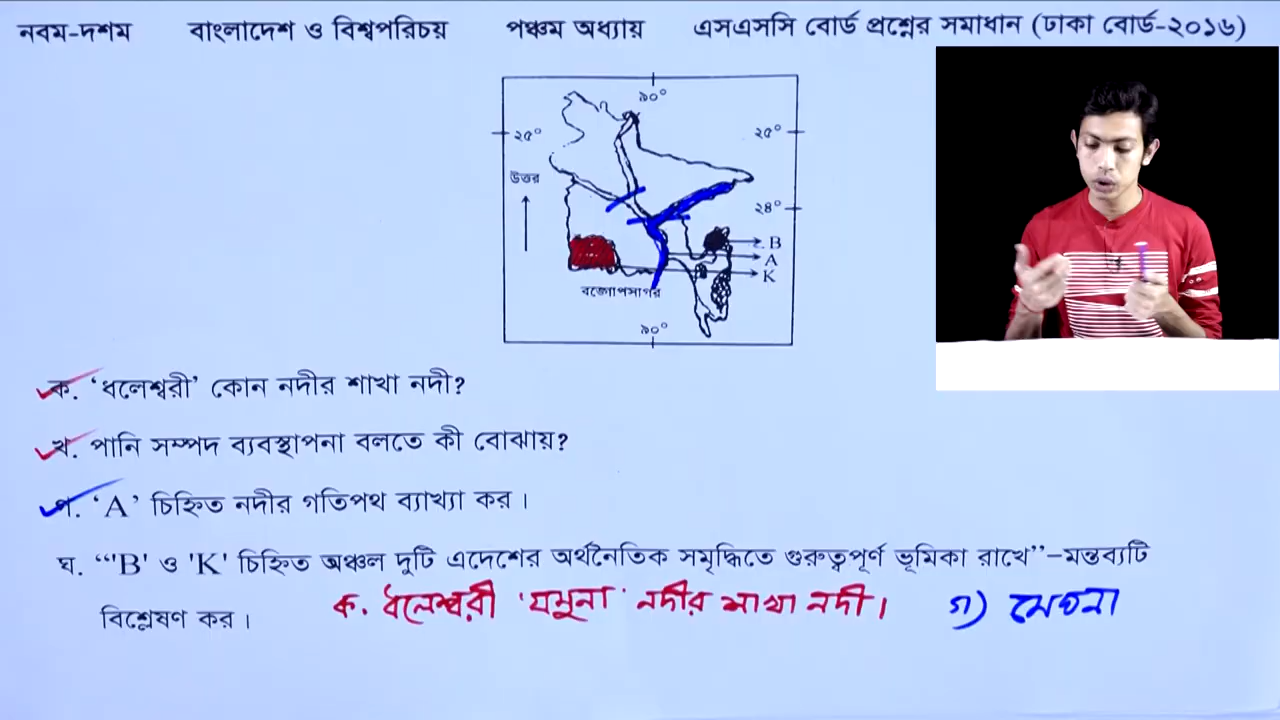 নবম-দশম বাংলাদেশ ও বিশ্বপরিচয় পঞ্চম অধ্যায় এসএসসি বোর্ড প্রশ্নের সমাধান (ঢাকা বোর্ড-২০১৬)
৯০°
২৫° ২৫°
উত্তর
২৪°
B
A
K
বঙ্গোপসাগর
৯০°
ক. ‘ধলেশ্বরী’ কোন নদীর শাখা নদী?
খ. পানি সম্পদ ব্যবস্থাপনা বলতে কী বোঝায়?
গ. ‘A’ চিহ্নিত নদীর গতিপথ ব্যাখ্যা কর।
ঘ. “'B' ও 'K' চিহ্নিত অঞ্চল দুটি এদেশের অর্থনৈতিক সমৃদ্ধিতে গুরুত্বপূর্ণ ভূমিকা রাখে”–মন্তব্যটি
বিশ্লেষণ কর।
ক. ধলেশ্বরী 'যমুনা' নদীর শাখা নদী। গ) মেঘনা